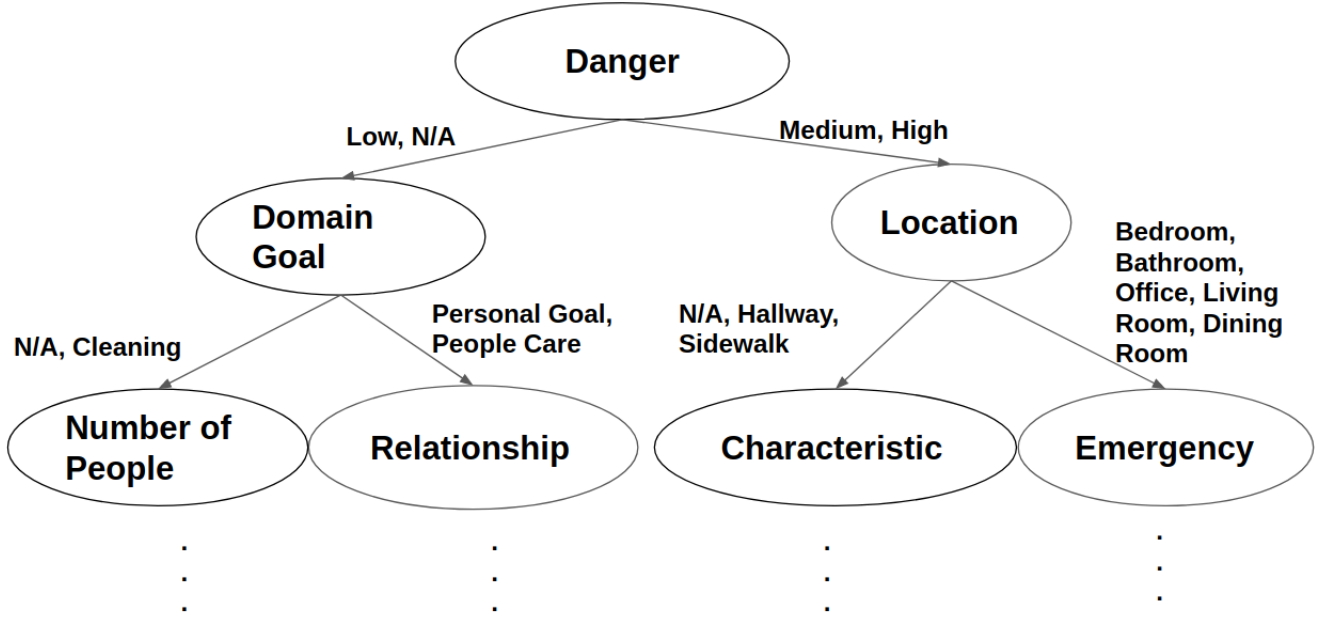 Danger
Low, N/A
Medium, High
Domain
Goal
Location
Bedroom,
Bathroom,
Office, Living
Room, Dining
Room
N/A, Cleaning
Personal Goal,
People Care
N/A, Hallway,
Sidewalk
Number of
People
Relationship
Characteristic
Emergency